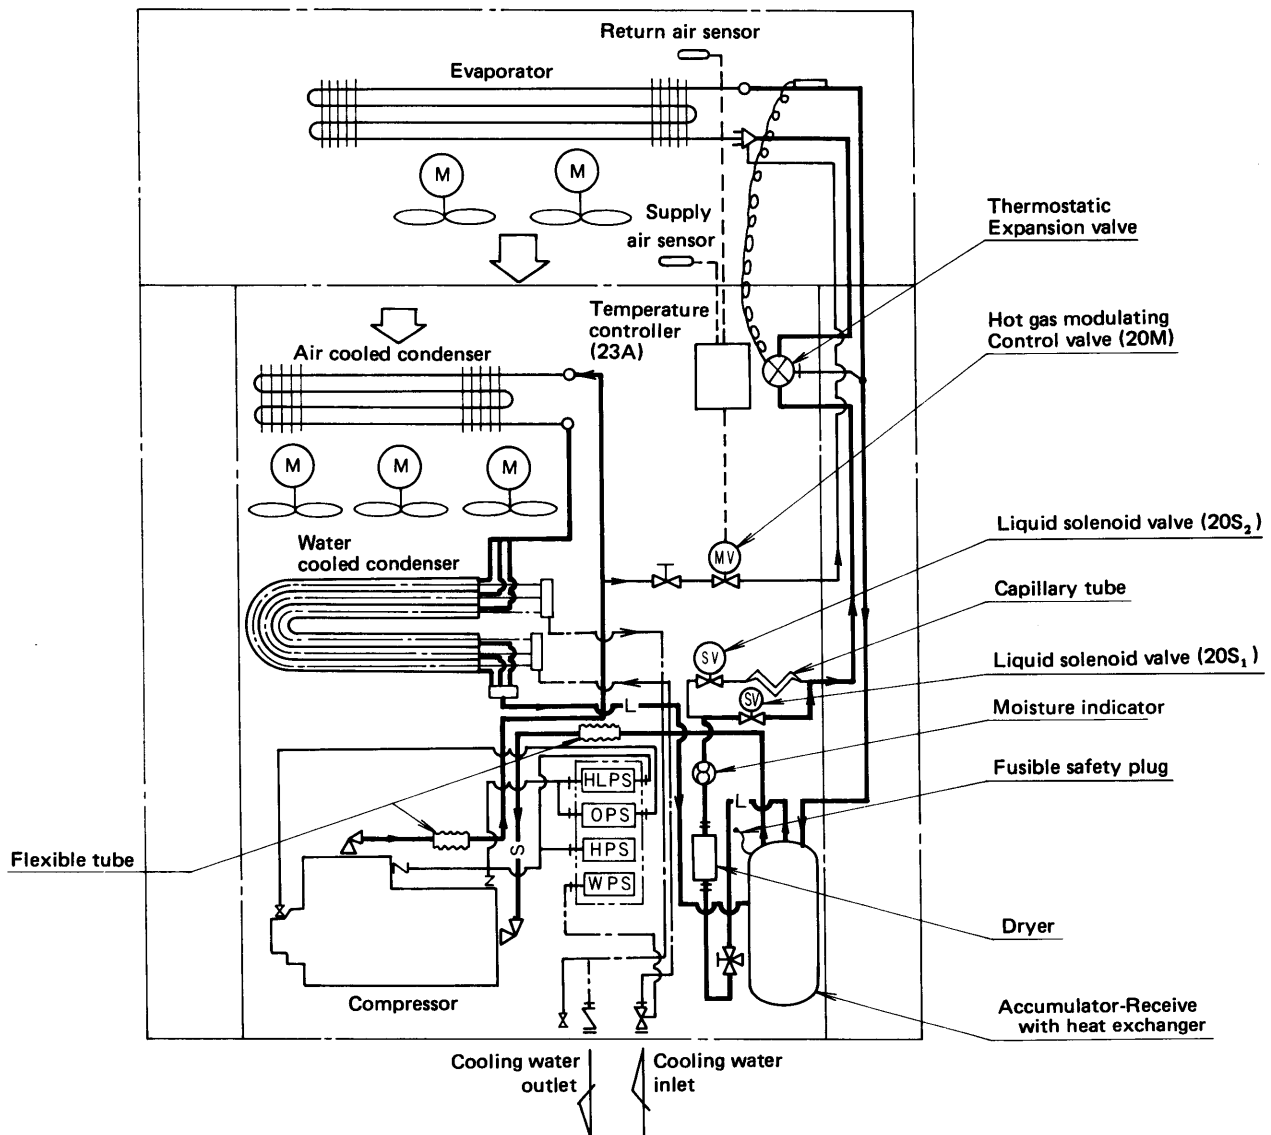 Return air sensor
Evaporator
M
M
Supply
air sensor
Thermostatic
Expansion valve
Temperature
controller
(23A)
Hot gas modulating
Control valve (20M)
Air cooled condenser
M
M
M
Water
cooled condenser
MV
Liquid solenoid valve (20S₂)
Capillary tube
SV
Liquid solenoid valve (20S₁)
SV
L
Moisture indicator
Fusible safety plug
HLPS
L
OPS
Flexible tube
S
HPS
WPS
Dryer
Compressor
Accumulator-Receive
with heat exchanger
Cooling water
outlet
Cooling water
inlet